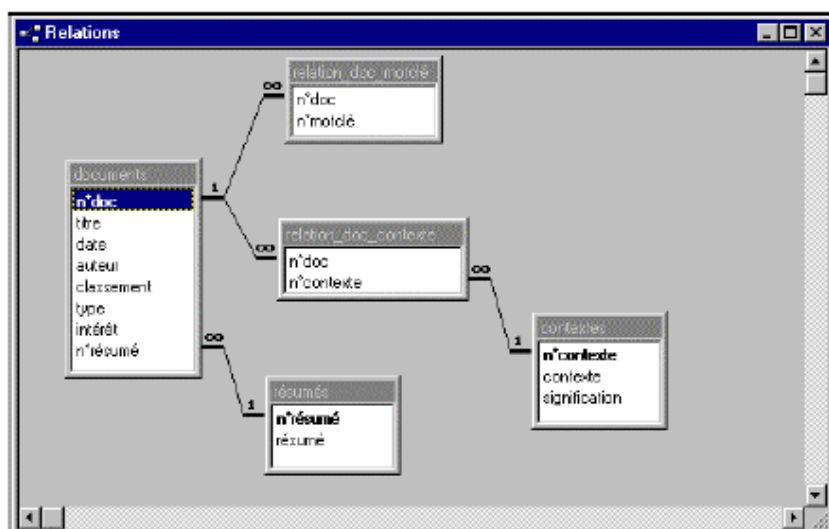 Relations
relation_doc_motclé
n°doc
n°motclé
documents
n°doc
titre
date
auteur
classement
type
intérêt
n°résumé
1
∞
∞
relation_doc_contexte
n°doc
n°contexte
∞
1
contextes
n°contexte
contexte
signification
∞
1
résumés
n°résumé
résumé